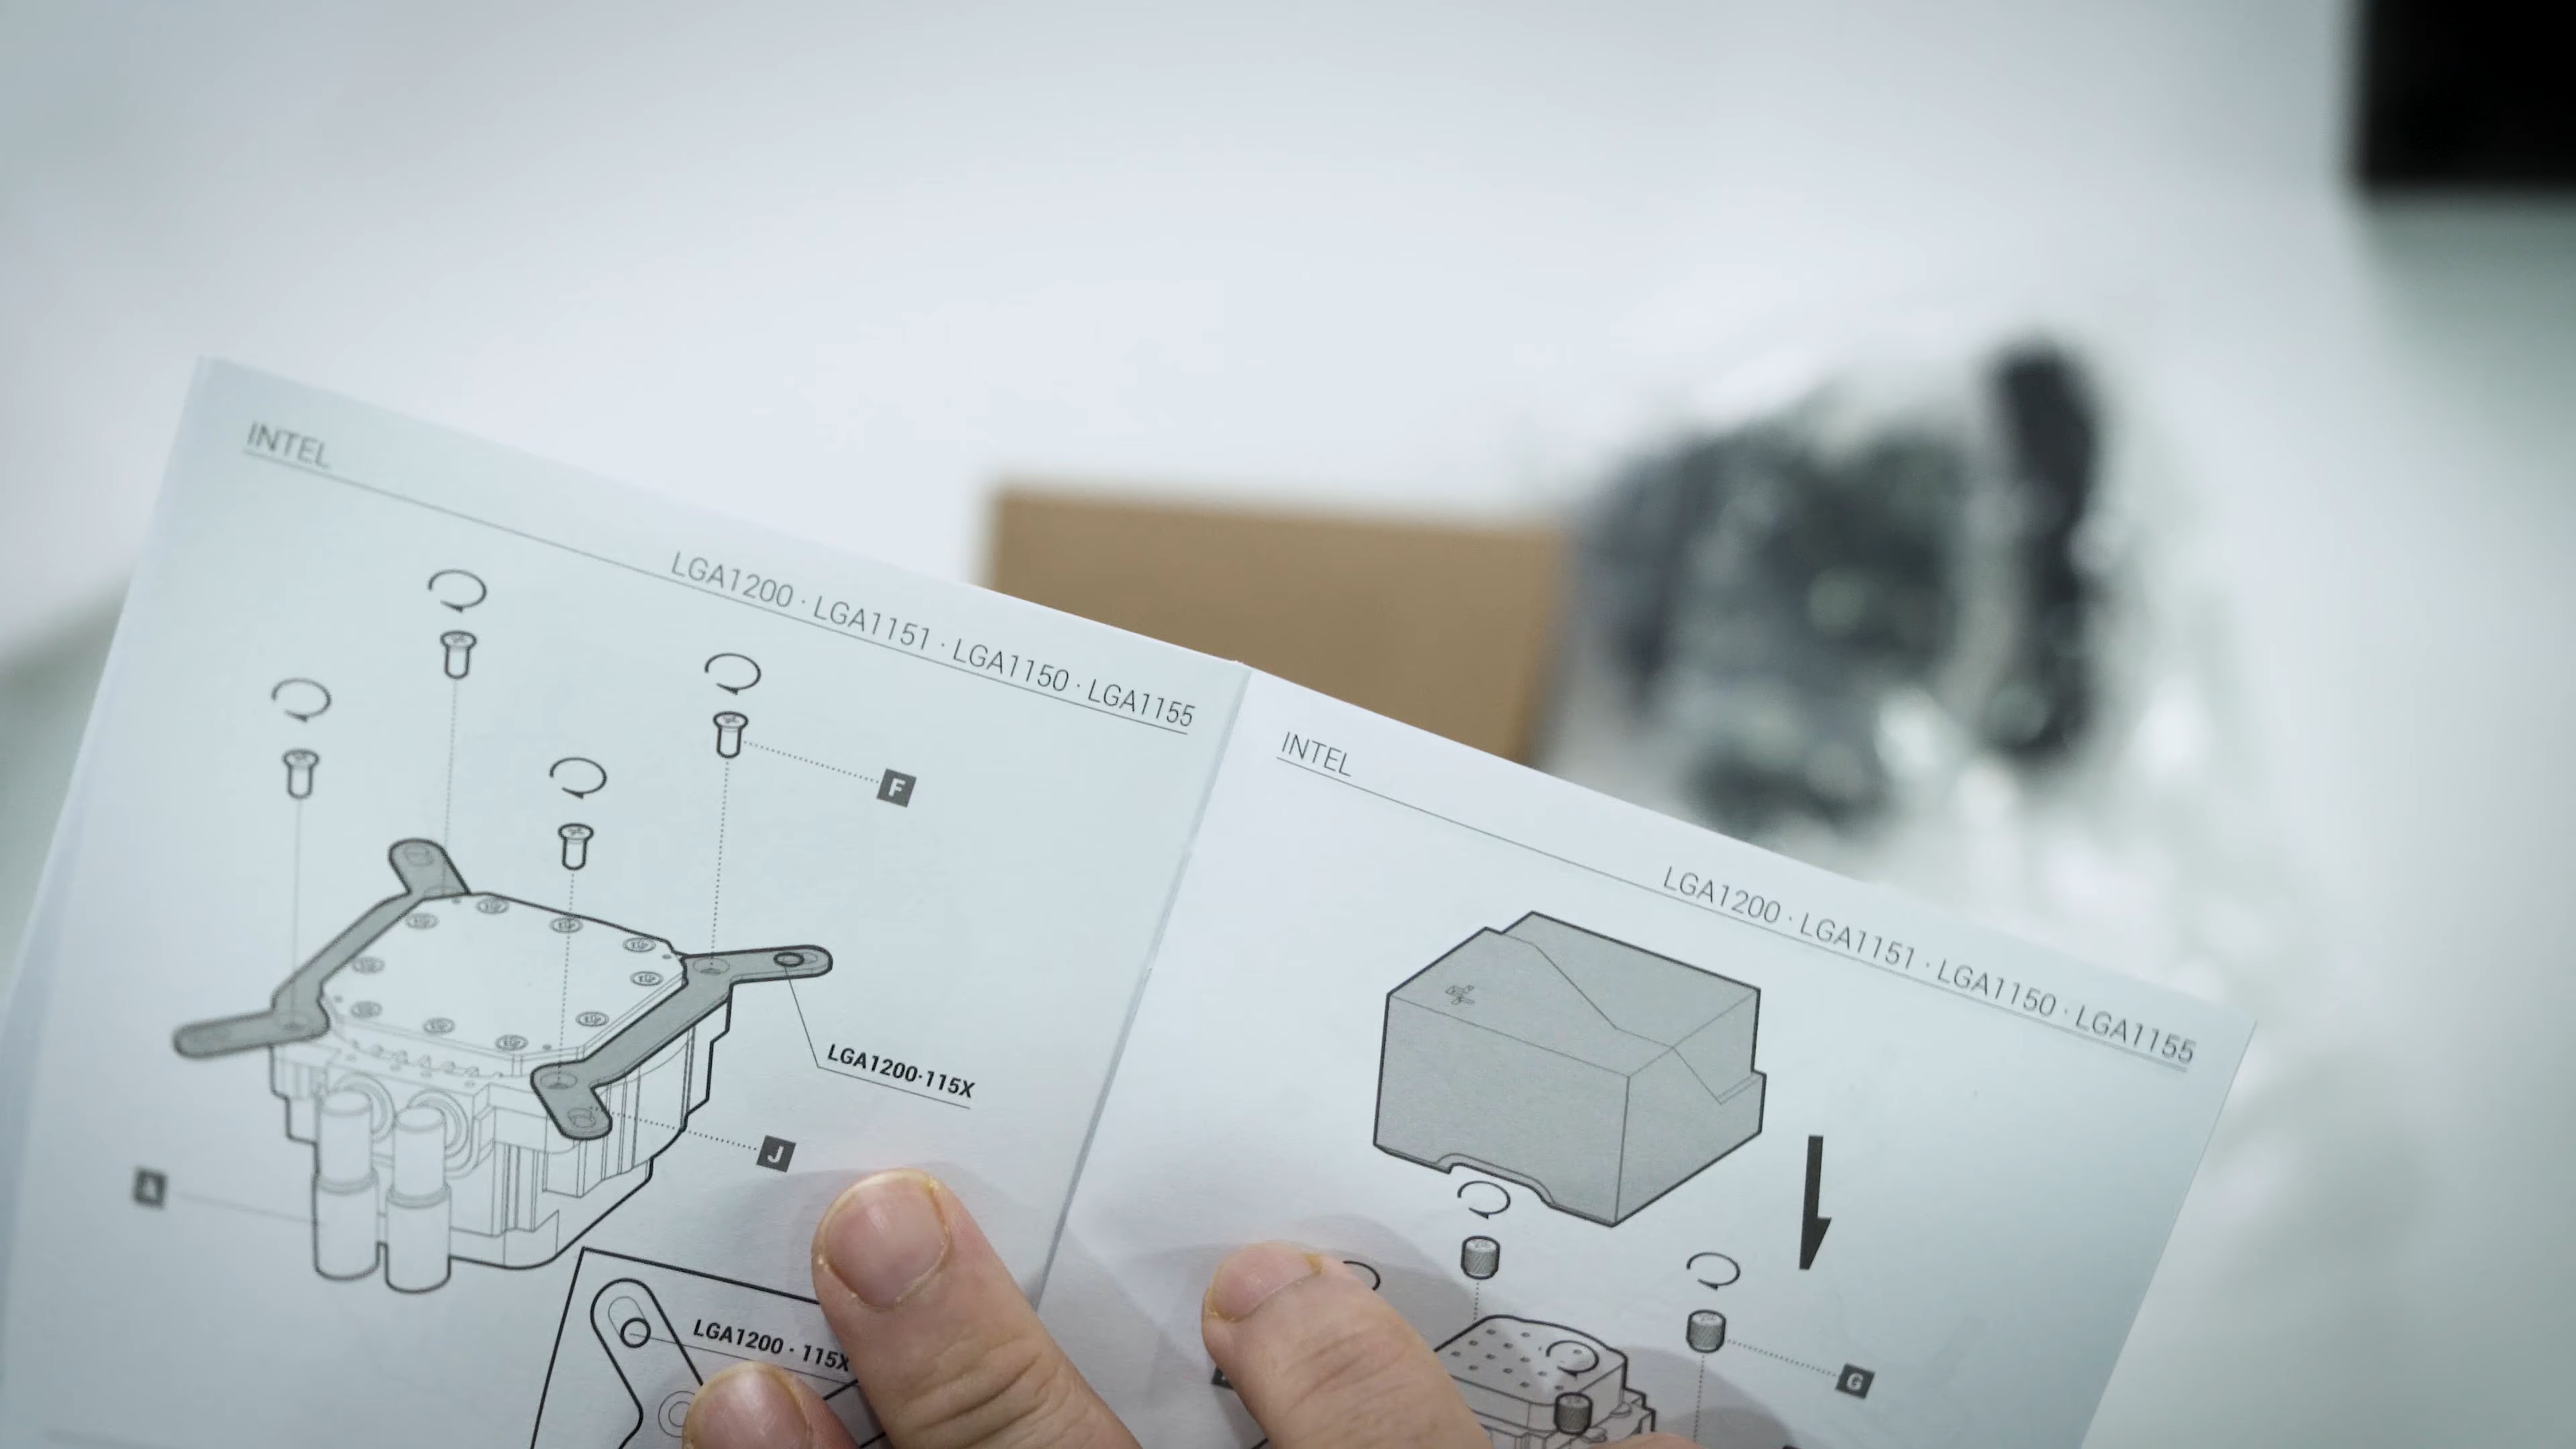 INTEL
LGA1200 · LGA1151 · LGA1150 · LGA1155
F
LGA1200·115X
J
A
LGA1200 · 115X
INTEL
LGA1200 · LGA1151 · LGA1150 · LGA1155
G